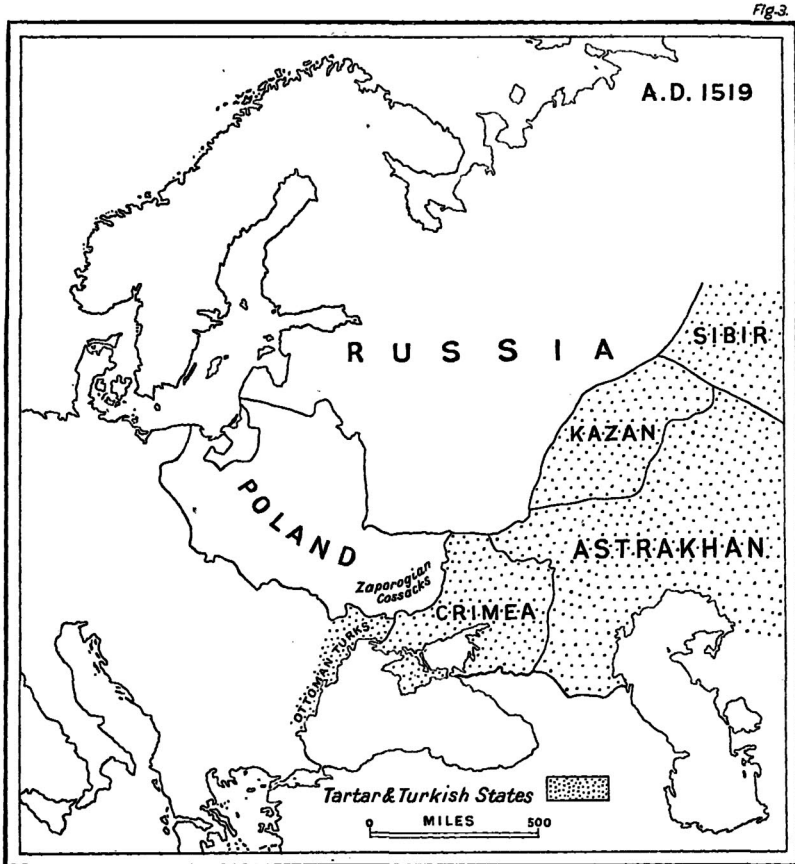 Fig-3.
A.D. 1519
RUSSIA
SIBIR
KAZAN
POLAND
ASTRAKHAN
Zaporogian
Cossacks
CRIMEA
OTTOMAN TURKS
Tartar & Turkish States
MILES
0 500